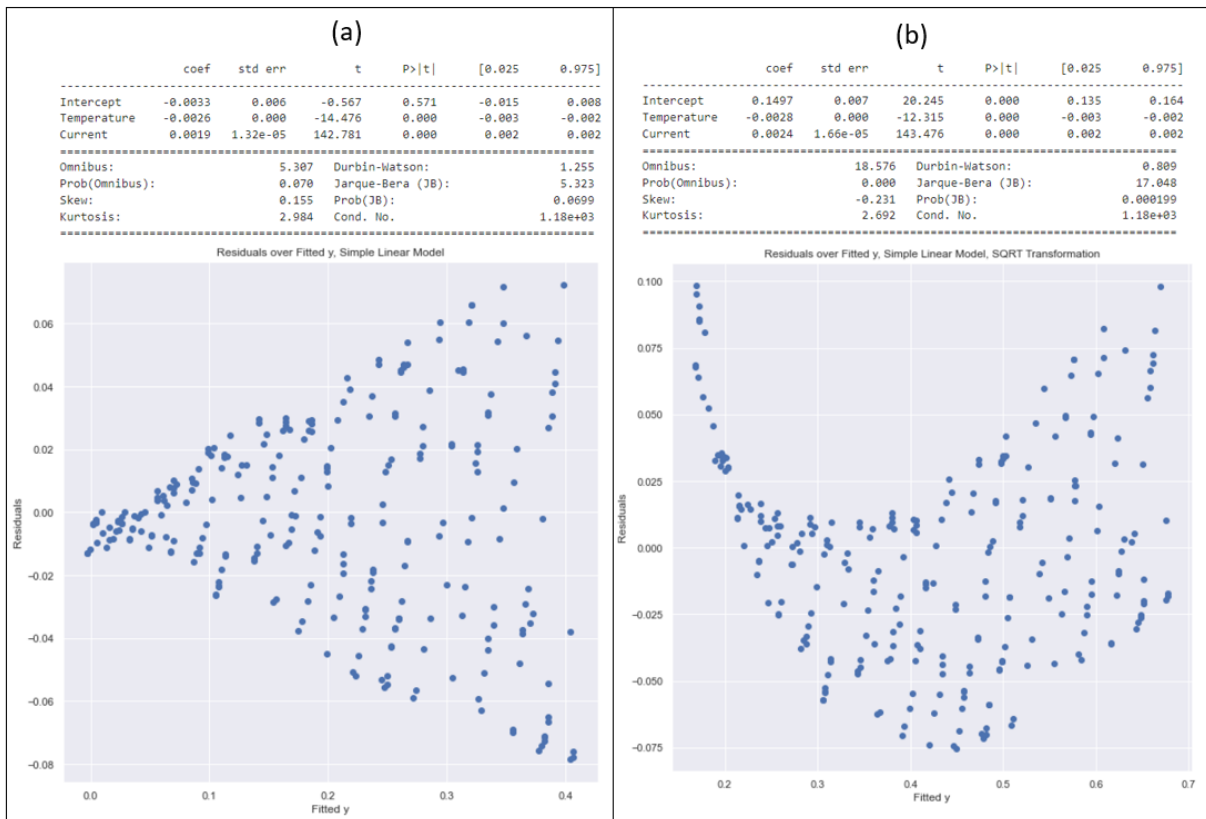 (a)
coef std err t P>|t| [0.025 0.975]
Intercept -0.0033 0.006 -0.567 0.571 -0.015 0.008
Temperature -0.0026 0.000 -14.476 0.000 -0.003 -0.002
Current 0.0019 1.32e-05 142.781 0.000 0.002 0.002
Omnibus: 5.307 Durbin-Watson: 1.255
Prob(Omnibus): 0.070 Jarque-Bera (JB): 5.323
Skew: 0.155 Prob(JB): 0.0699
Kurtosis: 2.984 Cond. No. 1.18e+03
Residuals over Fitted y, Simple Linear Model
0.06
0.04
0.02
0.00
-0.02
-0.04
-0.06
-0.08
Residuals
0.0 0.1 0.2 0.3 0.4
Fitted y
(b)
coef std err t P>|t| [0.025 0.975]
Intercept 0.1497 0.007 20.245 0.000 0.135 0.164
Temperature -0.0028 0.000 -12.315 0.000 -0.003 -0.002
Current 0.0024 1.66e-05 143.476 0.000 0.002 0.002
Omnibus: 18.576 Durbin-Watson: 0.809
Prob(Omnibus): 0.000 Jarque-Bera (JB): 17.048
Skew: -0.231 Prob(JB): 0.000199
Kurtosis: 2.692 Cond. No. 1.18e+03
Residuals over Fitted y, Simple Linear Model, SQRT Transformation
0.100
0.075
0.050
0.025
0.000
-0.025
-0.050
-0.075
Residuals
0.2 0.3 0.4 0.5 0.6 0.7
Fitted y